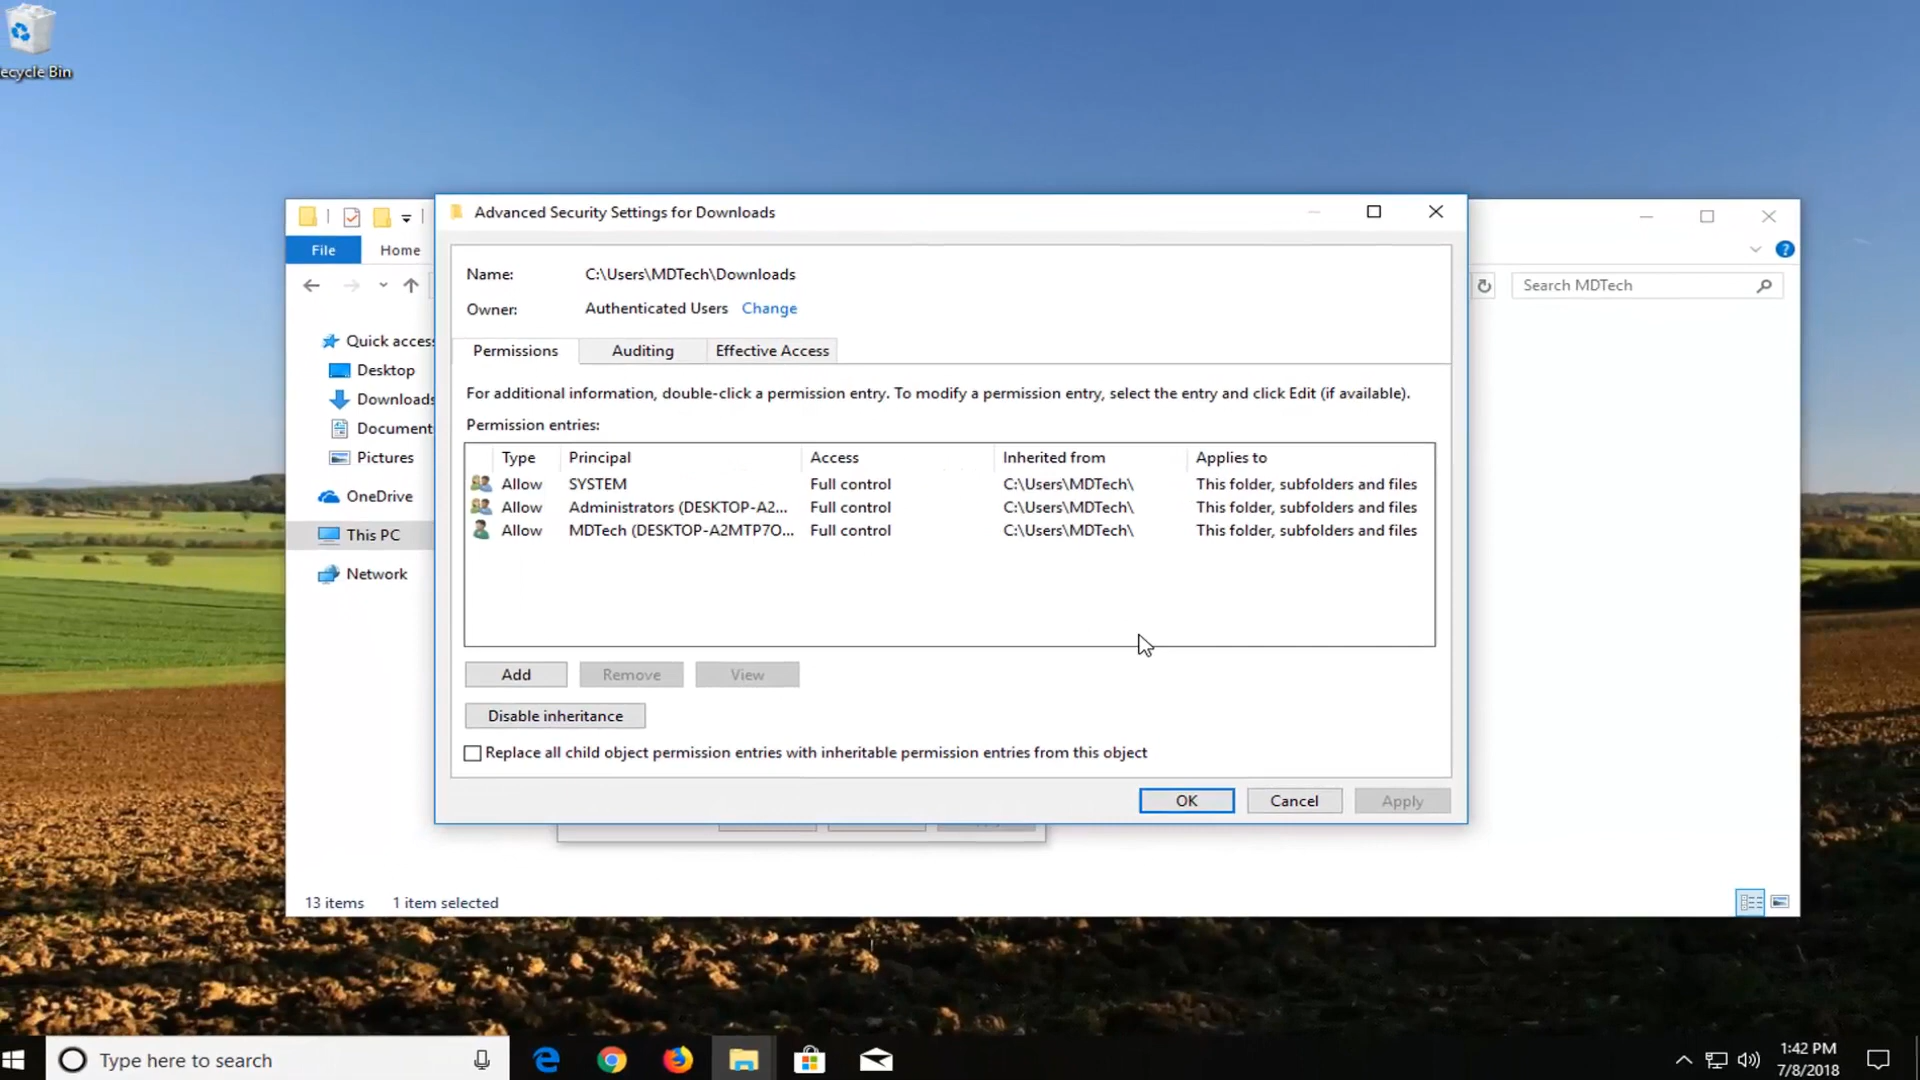 ecycle Bin
Advanced Security Settings for Downloads
File
Home
Search MDTech
Quick acces
Desktop
Downloads
Document
Pictures
OneDrive
This PC
Network
Name: C:\Users\MDTech\Downloads
Owner: Authenticated Users Change
Permissions Auditing Effective Access
For additional information, double-click a permission entry. To modify a permission entry, select the entry and click Edit (if available).
Permission entries:
Type Principal Access Inherited from Applies to
Allow SYSTEM Full control C:\Users\MDTech\ This folder, subfolders and files
Allow Administrators (DESKTOP-A2... Full control C:\Users\MDTech\ This folder, subfolders and files
Allow MDTech (DESKTOP-A2MTP7O... Full control C:\Users\MDTech\ This folder, subfolders and files
Add Remove View
Disable inheritance
Replace all child object permission entries with inheritable permission entries from this object
OK Cancel Apply
13 items 1 item selected
Type here to search
1:42 PM
7/8/2018